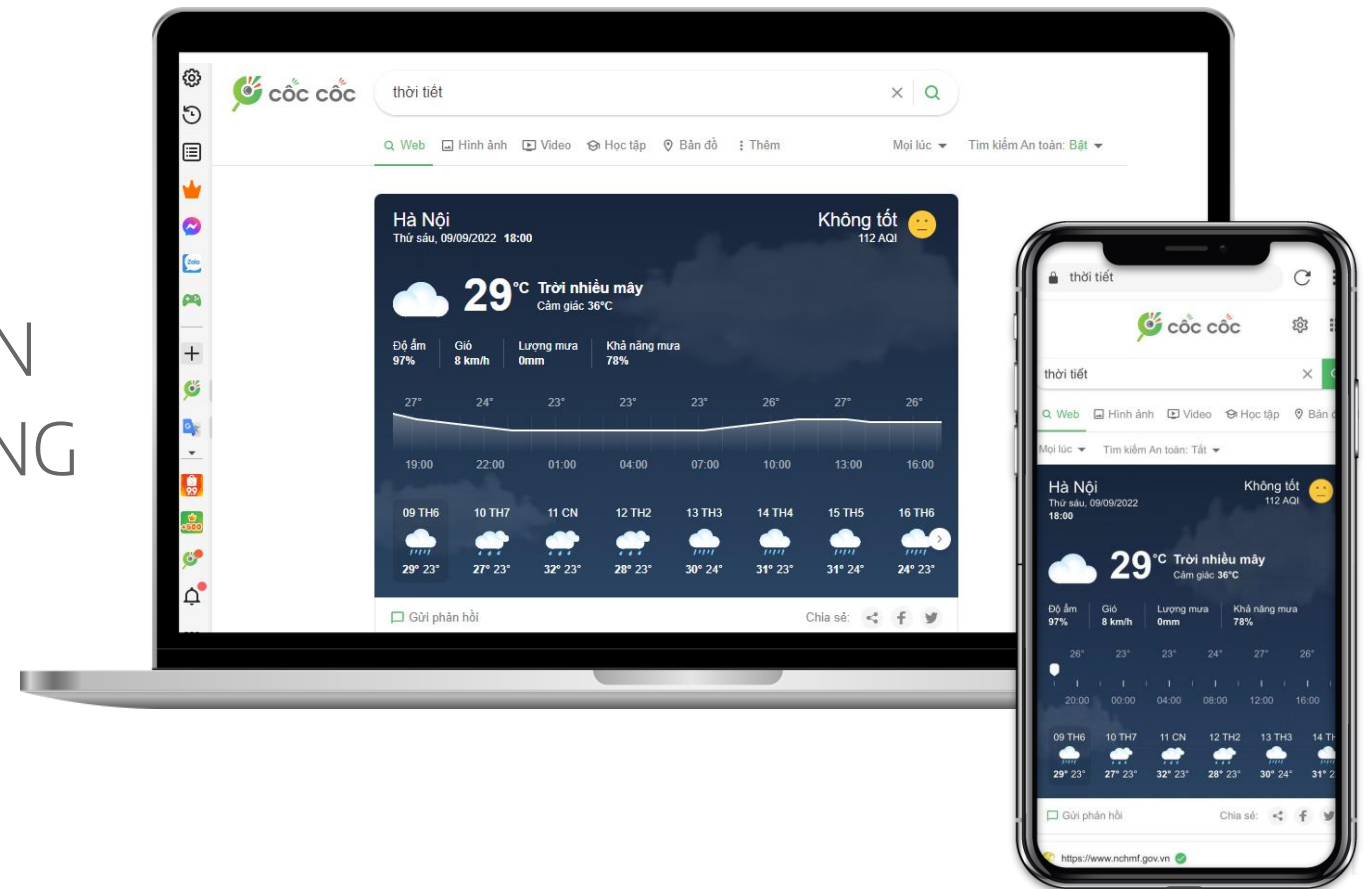 N
NG
cốc cốc
thời tiết
Web Hình ảnh Video Học tập Bản đồ Thêm Mọi lúc Tìm kiếm An toàn: Bật
Hà Nội
Thứ sáu, 09/09/2022 18:00
Không tốt
112 AQI
29°C Trời nhiều mây
Cảm giác 36°C
Độ ẩm Gió Lượng mưa Khả năng mưa
97% 8 km/h 0mm 78%
27° 24° 23° 23° 23° 26° 27° 26°
19:00 22:00 01:00 04:00 07:00 10:00 13:00 16:00
09 TH6 10 TH7 11 CN 12 TH2 13 TH3 14 TH4 15 TH5 16 TH6
29° 23° 27° 23° 32° 23° 28° 23° 30° 24° 31° 23° 31° 24° 24° 23°
Gửi phản hồi Chia sẻ:
Zalo
99
+500
thời tiết
cốc cốc
thời tiết
Web Hình ảnh Video Học tập Bản
Mọi lúc Tìm kiếm An toàn: Tắt
Hà Nội
Thứ sáu, 09/09/2022
18:00
Không tốt
112 AQI
29°C Trời nhiều mây
Cảm giác 36°C
Độ ẩm Gió Lượng mưa Khả năng mưa
97% 8 km/h 0mm 78%
26° 23° 23° 24° 27° 26°
20:00 00:00 04:00 08:00 12:00 16:00
09 TH6 10 TH7 11 CN 12 TH2 13 TH3 14 TH
29° 23° 27° 23° 32° 23° 28° 23° 30° 24° 31° 2
Gửi phản hồi Chia sẻ:
https://www.nchmf.gov.vn